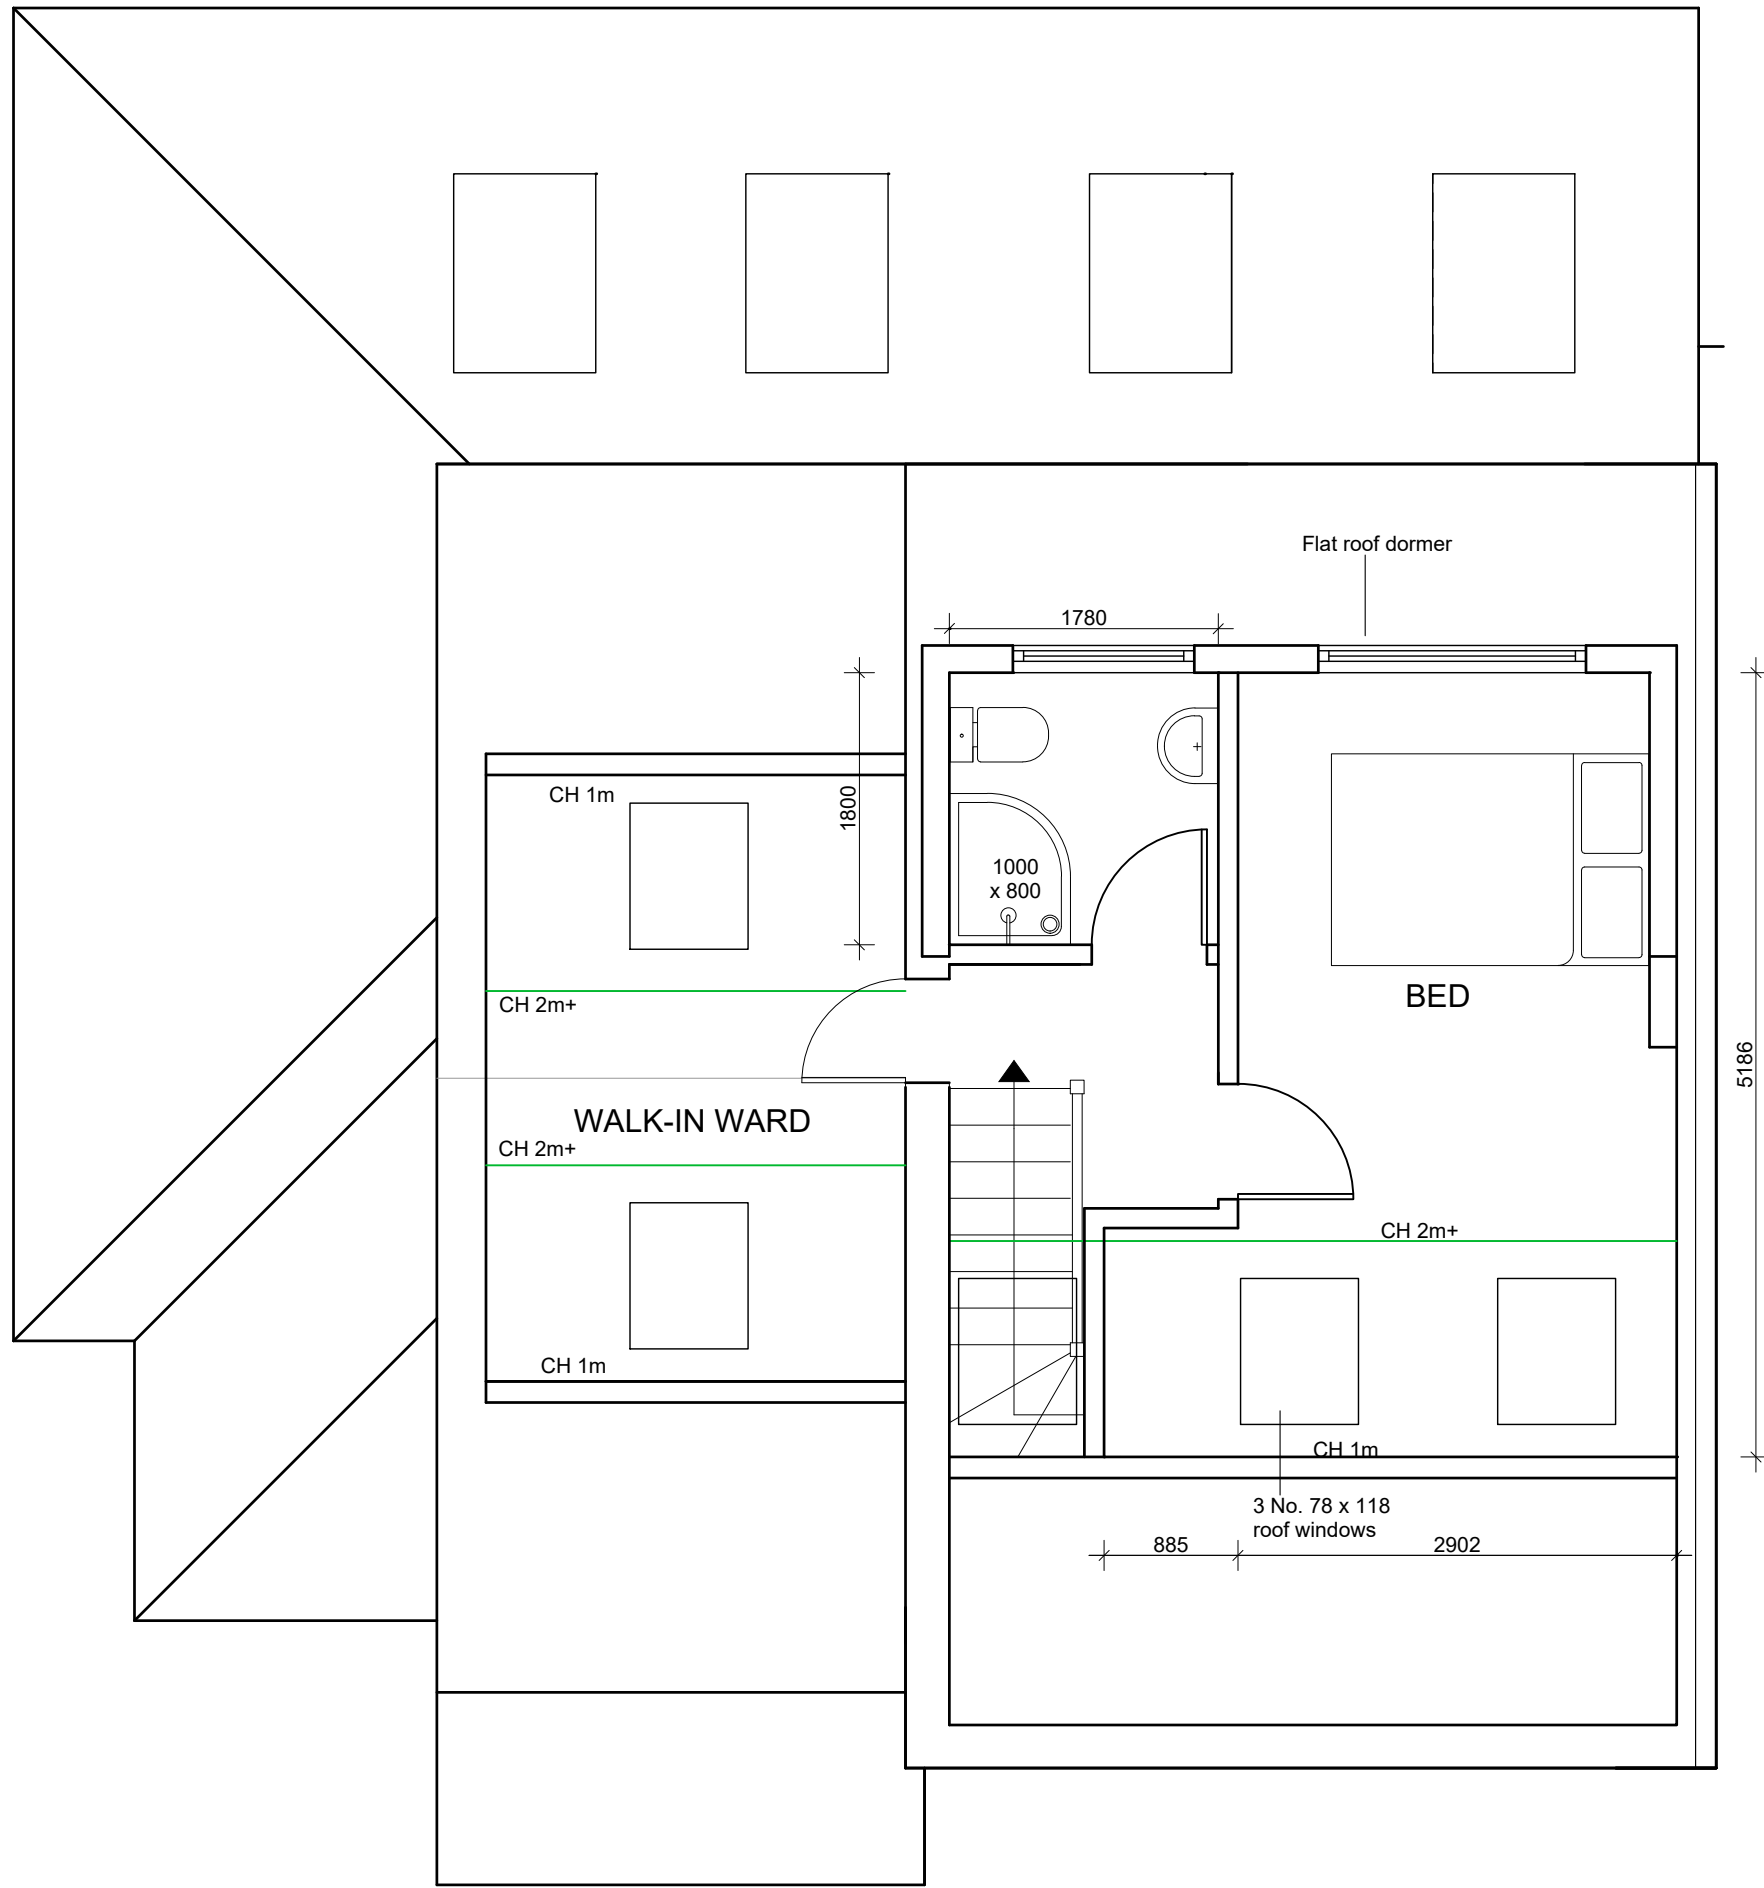 Flat roof dormer
1780
CH 1m
1800
1000
x 800
CH 2m+
BED
5186
WALK-IN WARD
CH 2m+
CH 2m+
CH 1m
CH 1m
3 No. 78 x 118
roof windows
885
2902